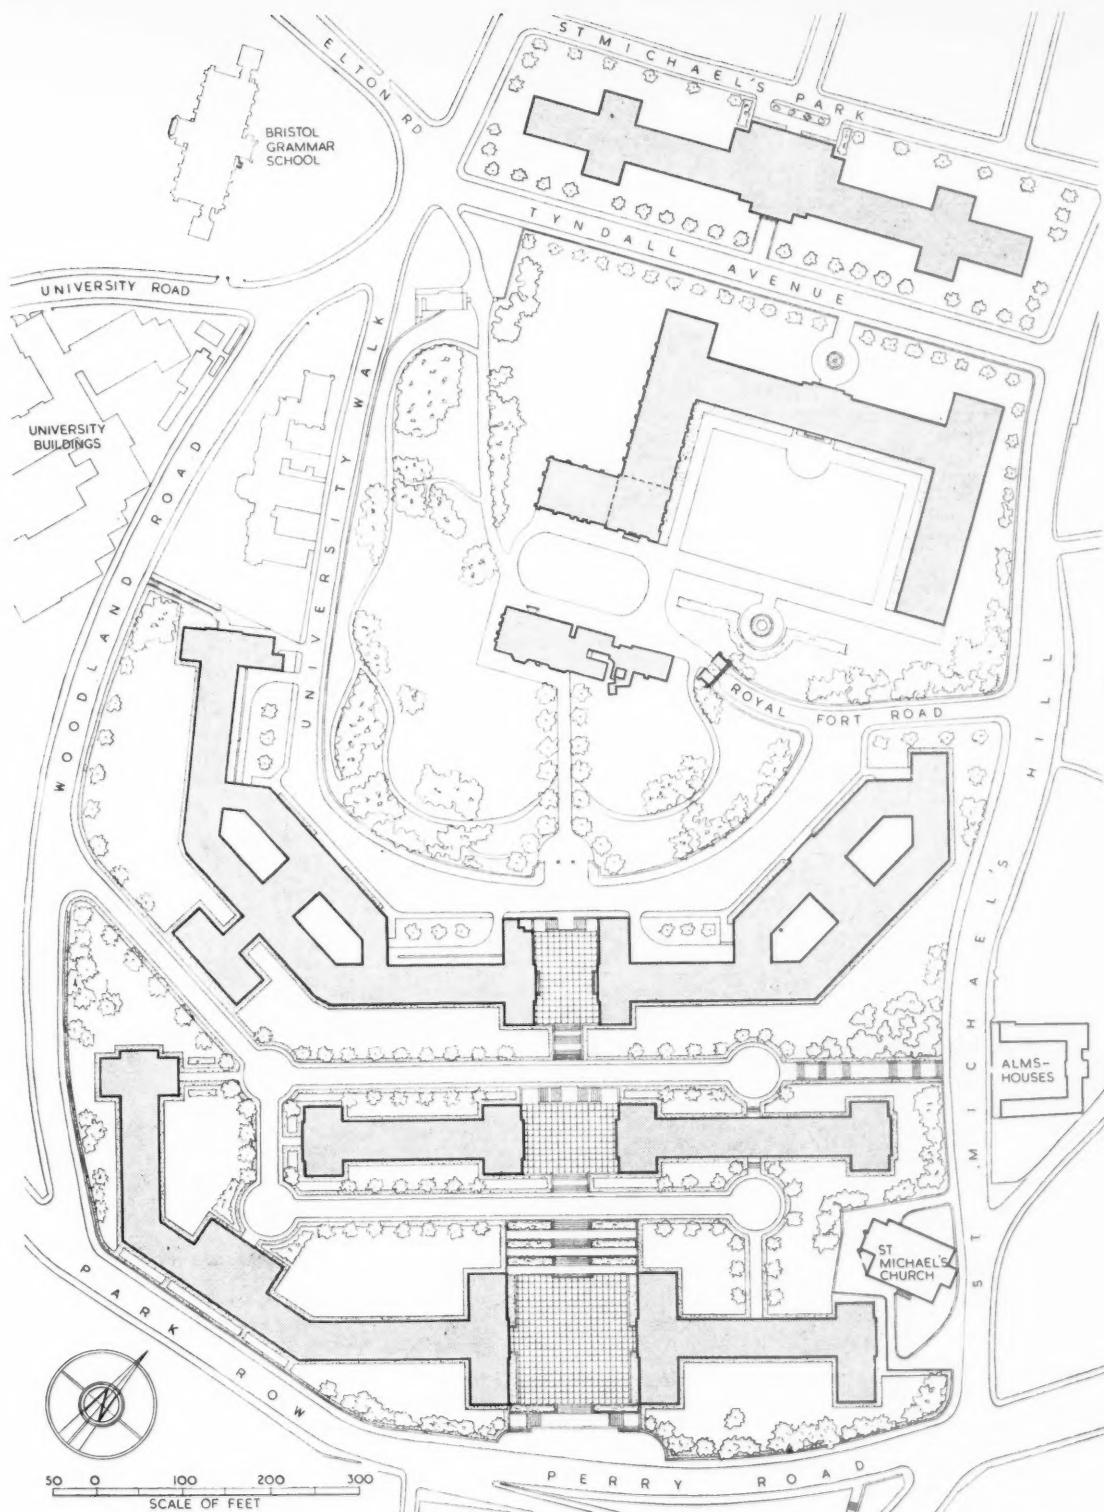 ST MICHAEL'S PARK
ELTON RD
BRISTOL
GRAMMAR
SCHOOL
TYNDALL AVENUE
UNIVERSITY ROAD
UNIVERSITY WALK
UNIVERSITY
BUILDINGS
WOODLAND ROAD
ROYAL FORT ROAD
ST. MICHAEL'S HILL
ALMS-
HOUSES
ST
MICHAEL'S
CHURCH
PARK ROW
PERRY ROAD
N
50 0 100 200 300
SCALE OF FEET